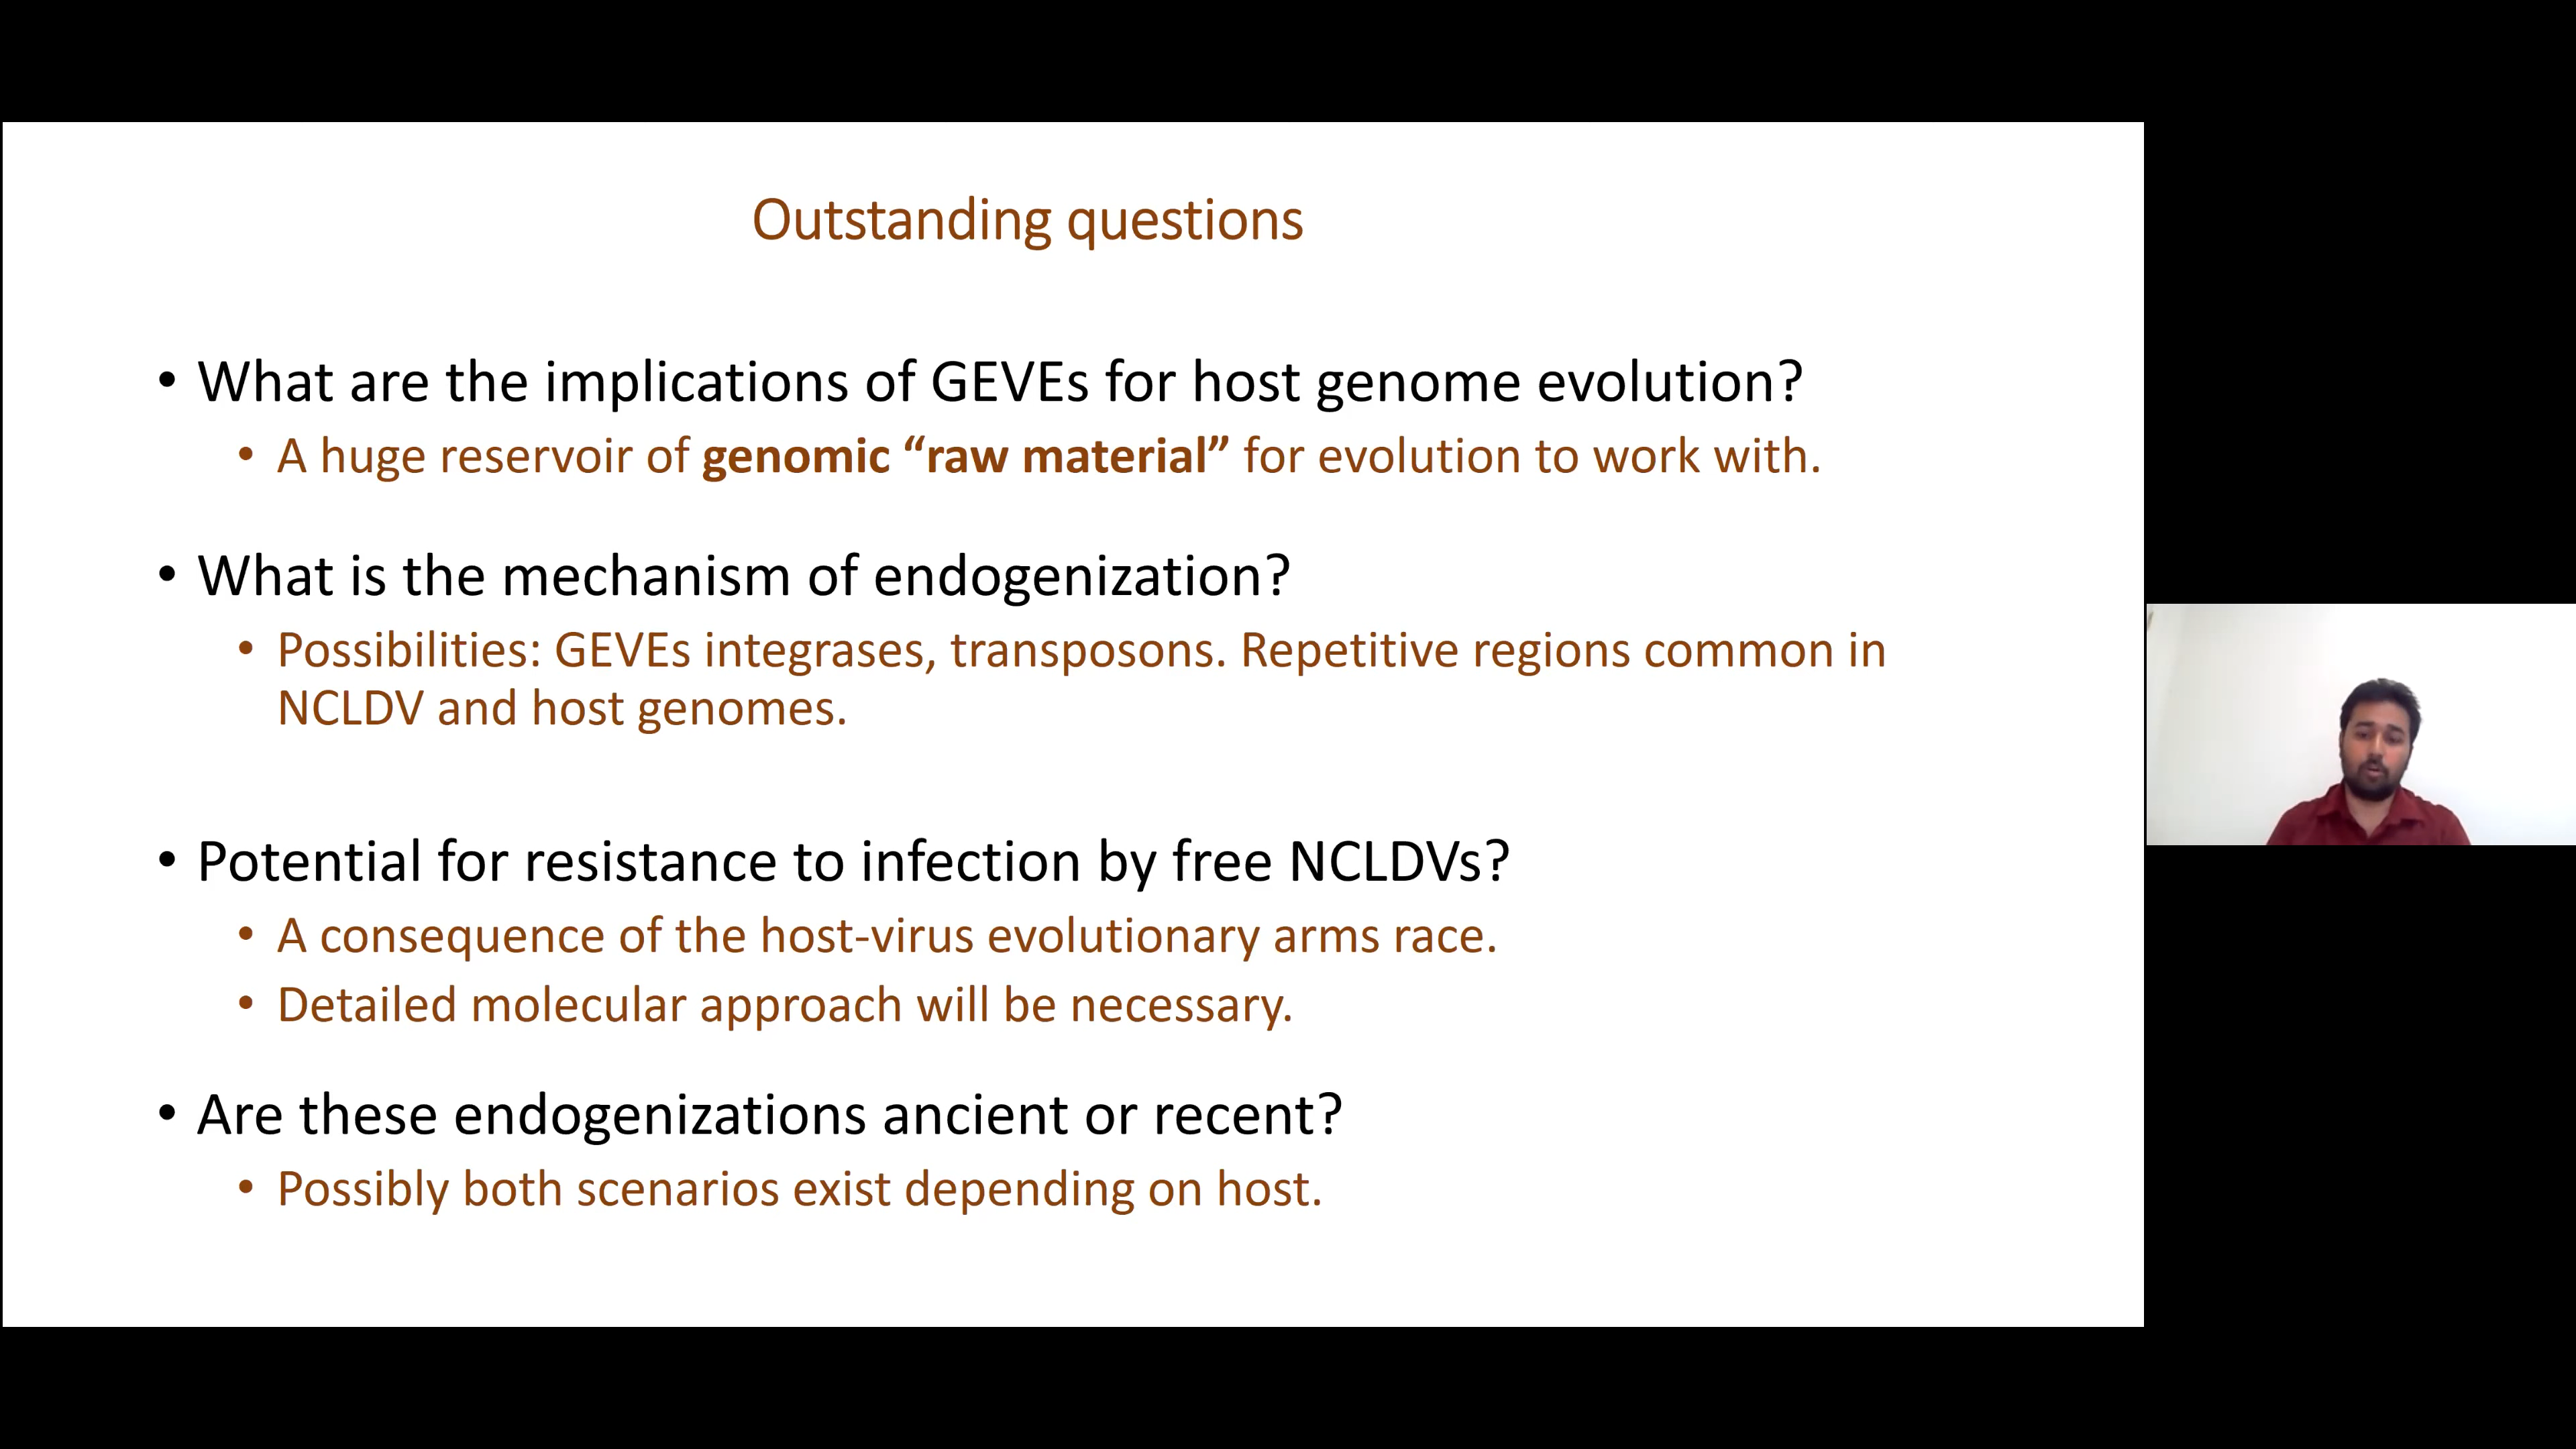 Outstanding questions
• What are the implications of GEVEs for host genome evolution?
• A huge reservoir of genomic “raw material” for evolution to work with.
• What is the mechanism of endogenization?
• Possibilities: GEVEs integrases, transposons. Repetitive regions common in
NCLDV and host genomes.
• Potential for resistance to infection by free NCLDVs?
• A consequence of the host-virus evolutionary arms race.
• Detailed molecular approach will be necessary.
• Are these endogenizations ancient or recent?
• Possibly both scenarios exist depending on host.